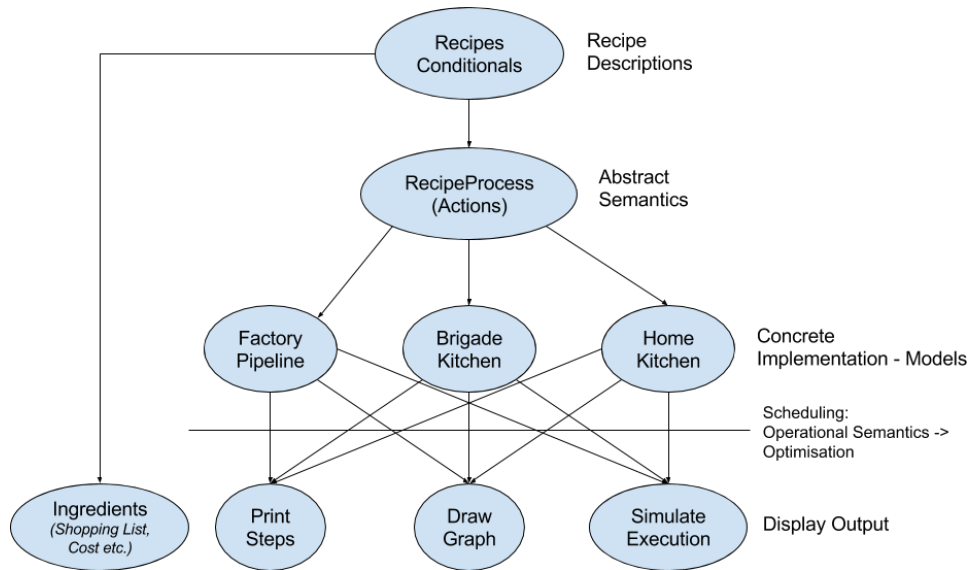 Recipes
Conditionals
Recipe
Descriptions
RecipeProcess
(Actions)
Abstract
Semantics
Factory
Pipeline
Brigade
Kitchen
Home
Kitchen
Concrete
Implementation - Models
Scheduling:
Operational Semantics ->
Optimisation
Ingredients
(Shopping List,
Cost etc.)
Print
Steps
Draw
Graph
Simulate
Execution
Display Output